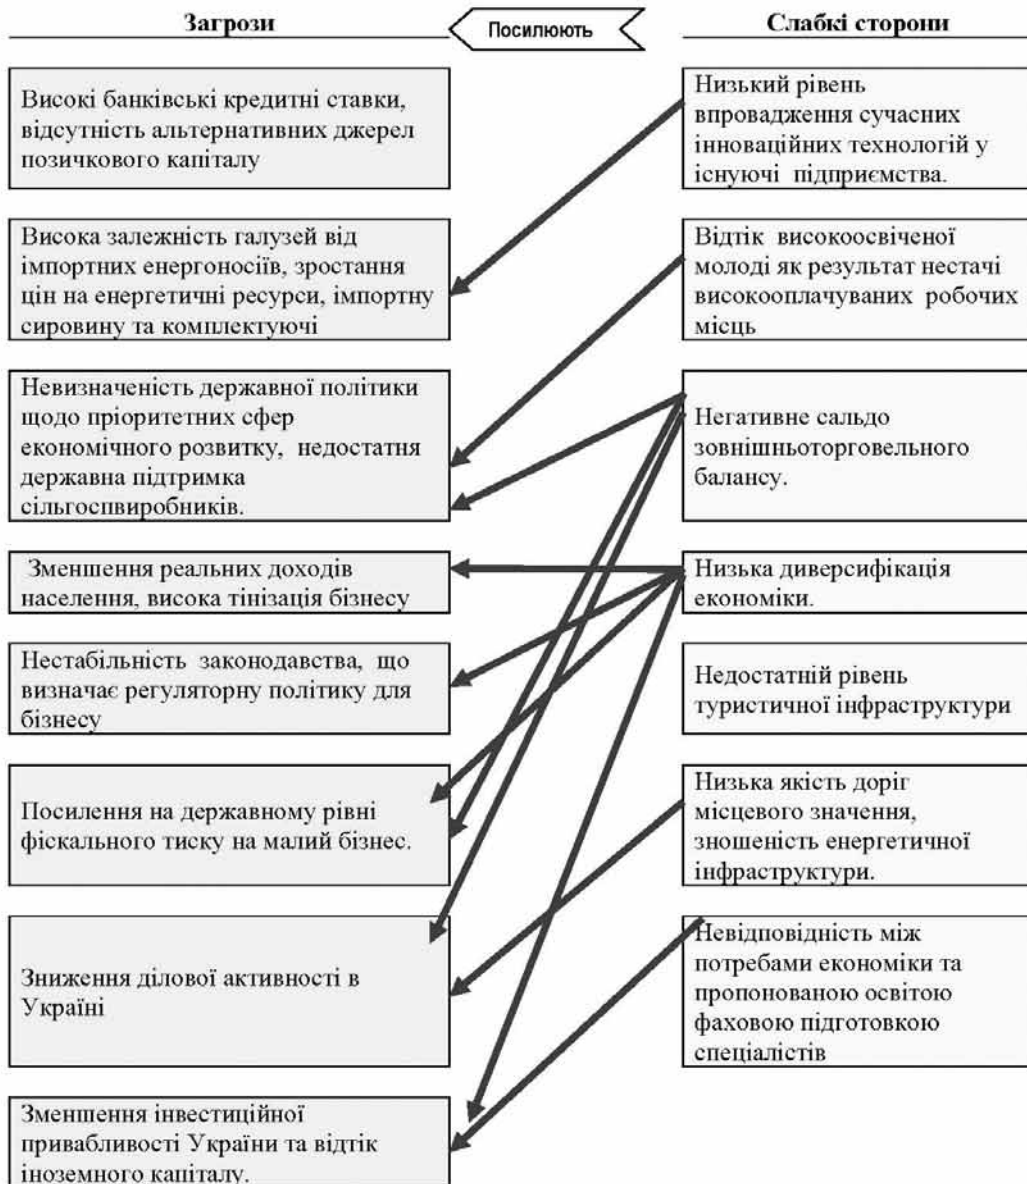 Загрози
Посилюють
Слабкі сторони
Високі банківські кредитні ставки,
відсутність альтернативних джерел
позичкового капіталу
Висока залежність галузей від
імпортних енергоносіїв, зростання
цін на енергетичні ресурси, імпортну
сировину та комплектуючі
Невизначеність державної політики
щодо пріоритетних сфер
економічного розвитку, недостатня
державна підтримка
сільгоспвиробників.
Зменшення реальних доходів
населення, висока тінізація бізнесу
Нестабільність законодавства, що
визначає регуляторну політику для
бізнесу
Посилення на державному рівні
фіскального тиску на малий бізнес.
Зниження ділової активності в
Україні
Зменшення інвестиційної
привабливості України та відтік
іноземного капіталу.
Низький рівень
впровадження сучасних
інноваційних технологій у
існуючі підприємства.
Відтік високоосвіченої
молоді як результат нестачі
високооплачуваних робочих
місць
Негативне сальдо
зовнішньоторговельного
балансу.
Низька диверсифікація
економіки.
Недостатній рівень
туристичної інфраструктури
Низька якість доріг
місцевого значення,
зношеність енергетичної
інфраструктури.
Невідповідність між
потребами економіки та
пропонованою освітою
фаховою підготовкою
спеціалістів